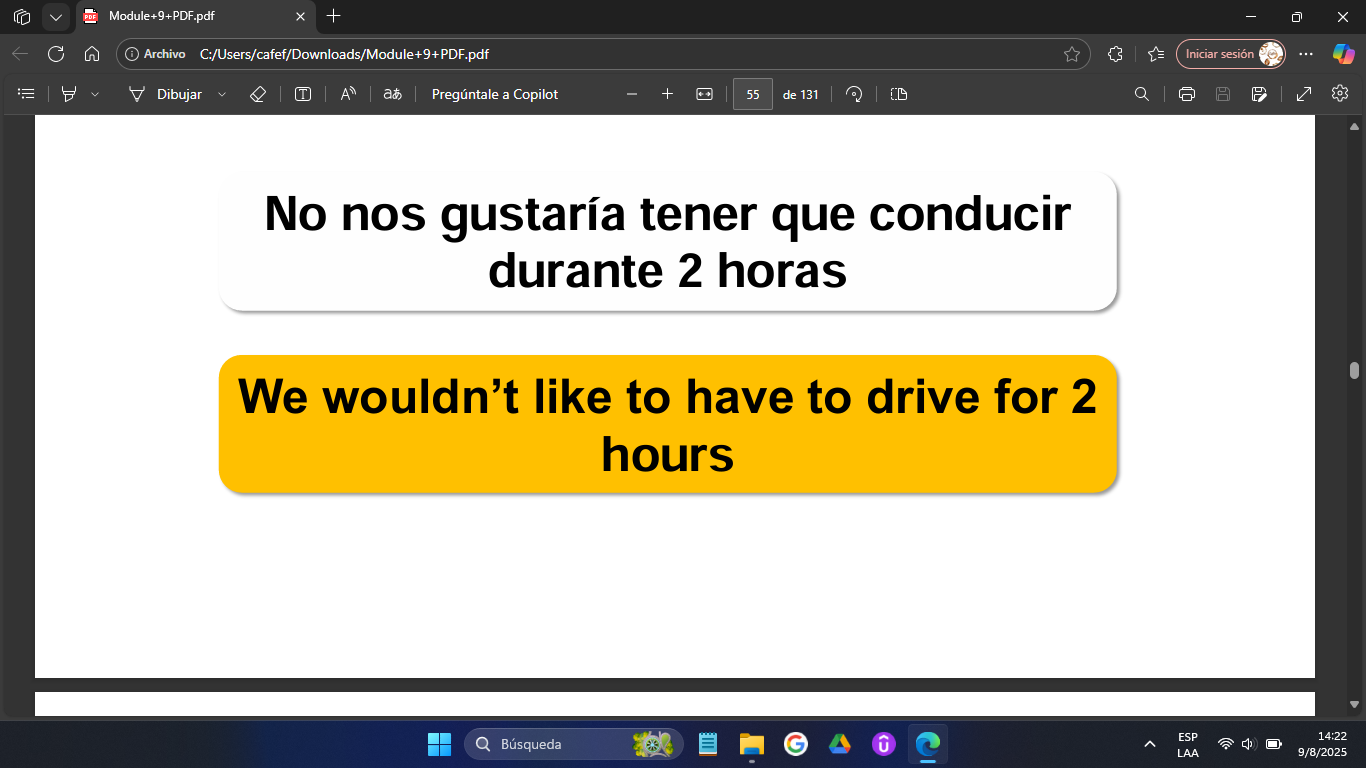 Module+9+PDF.pdf
Archivo C:/Users/cafef/Downloads/Module+9+PDF.pdf
Iniciar sesión
Dibujar
Pregúntale a Copilot
55 de 131
No nos gustaría tener que conducir
durante 2 horas
We wouldn’t like to have to drive for 2
hours
Búsqueda
ESP
LAA
14:22
9/8/2025